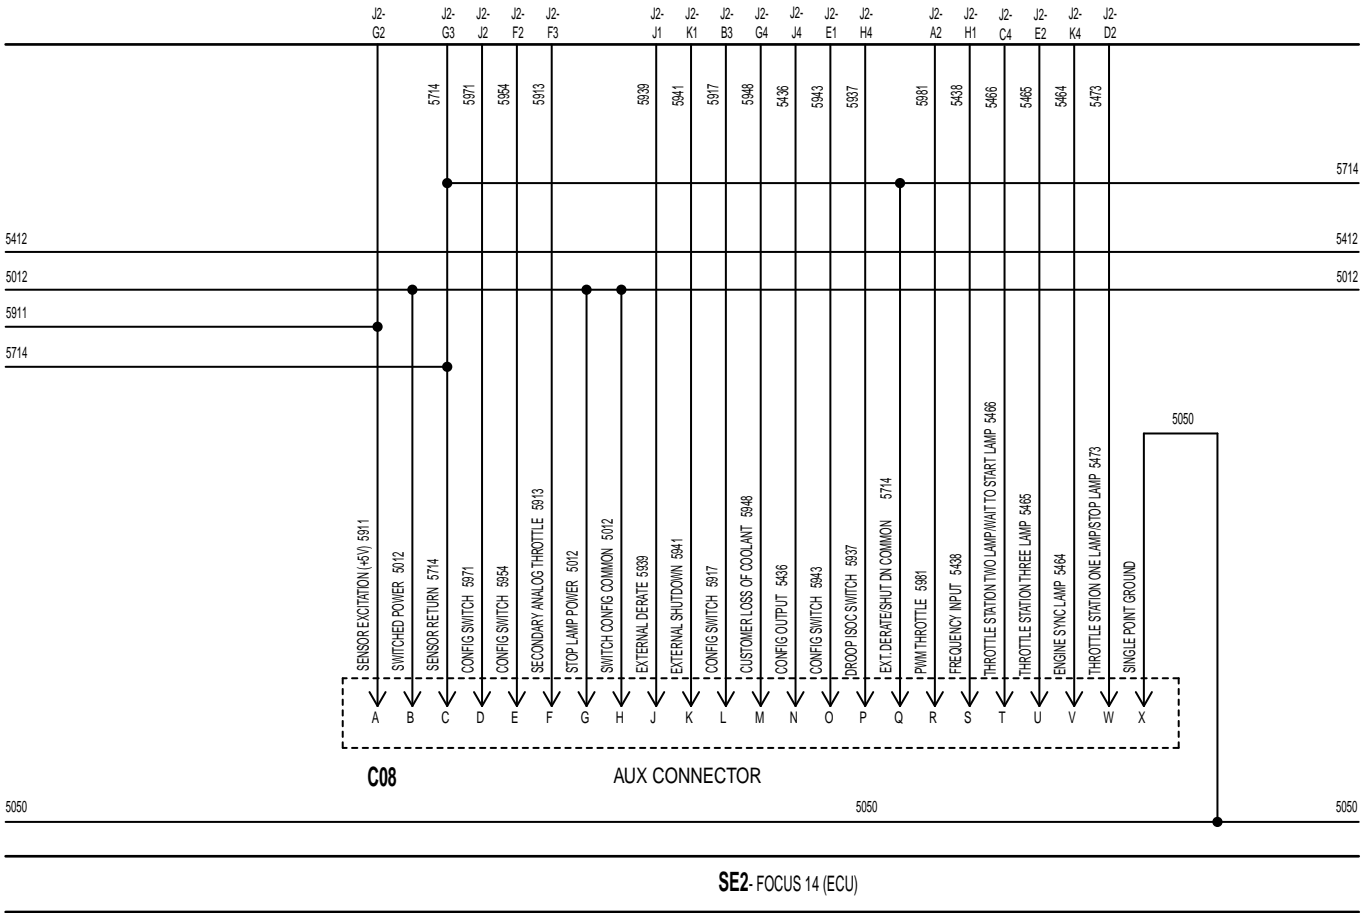 J2- J2- J2- J2- J2- J2- J2- J2- J2- J2- J2- J2- J2- J2- J2- J2- J2- J2-
G2 G3 J2 F2 F3 J1 K1 B3 G4 J4 E1 H4 A2 H1 C4 E2 K4 D2
5714
5971
5954
5913
5939
5941
5917
5948
5436
5943
5937
5981
5438
5466
5465
5464
5473
5714
5412 5412
5012 5012
5911
5714
5050
SENSOR EXCITATION (+5V) 5911
SWITCHED POWER 5012
SENSOR RETURN 5714
CONFIG SWITCH 5971
CONFIG SWITCH 5954
SECONDARY ANALOG THROTTLE 5913
STOP LAMP POWER 5012
SWITCH CONFIG COMMON 5012
EXTERNAL DERATE 5939
EXTERNAL SHUTDOWN 5941
CONFIG SWITCH 5917
CUSTOMER LOSS OF COOLANT 5948
CONFIG OUTPUT 5436
CONFIG SWITCH 5943
DROOP ISOC SWITCH 5937
EXT. DERATE/SHUT DN COMMON 5714
PWM THROTTLE 5981
FREQUENCY INPUT 5438
THROTTLE STATION TWO LAMP/WAIT TO START LAMP 5466
THROTTLE STATION THREE LAMP 5465
ENGINE SYNC LAMP 5464
THROTTLE STATION ONE LAMP/STOP LAMP 5473
SINGLE POINT GROUND
A B C D E F G H J K L M N O P Q R S T U V W X
C08 AUX CONNECTOR
5050 5050 5050
SE2- FOCUS 14 (ECU)